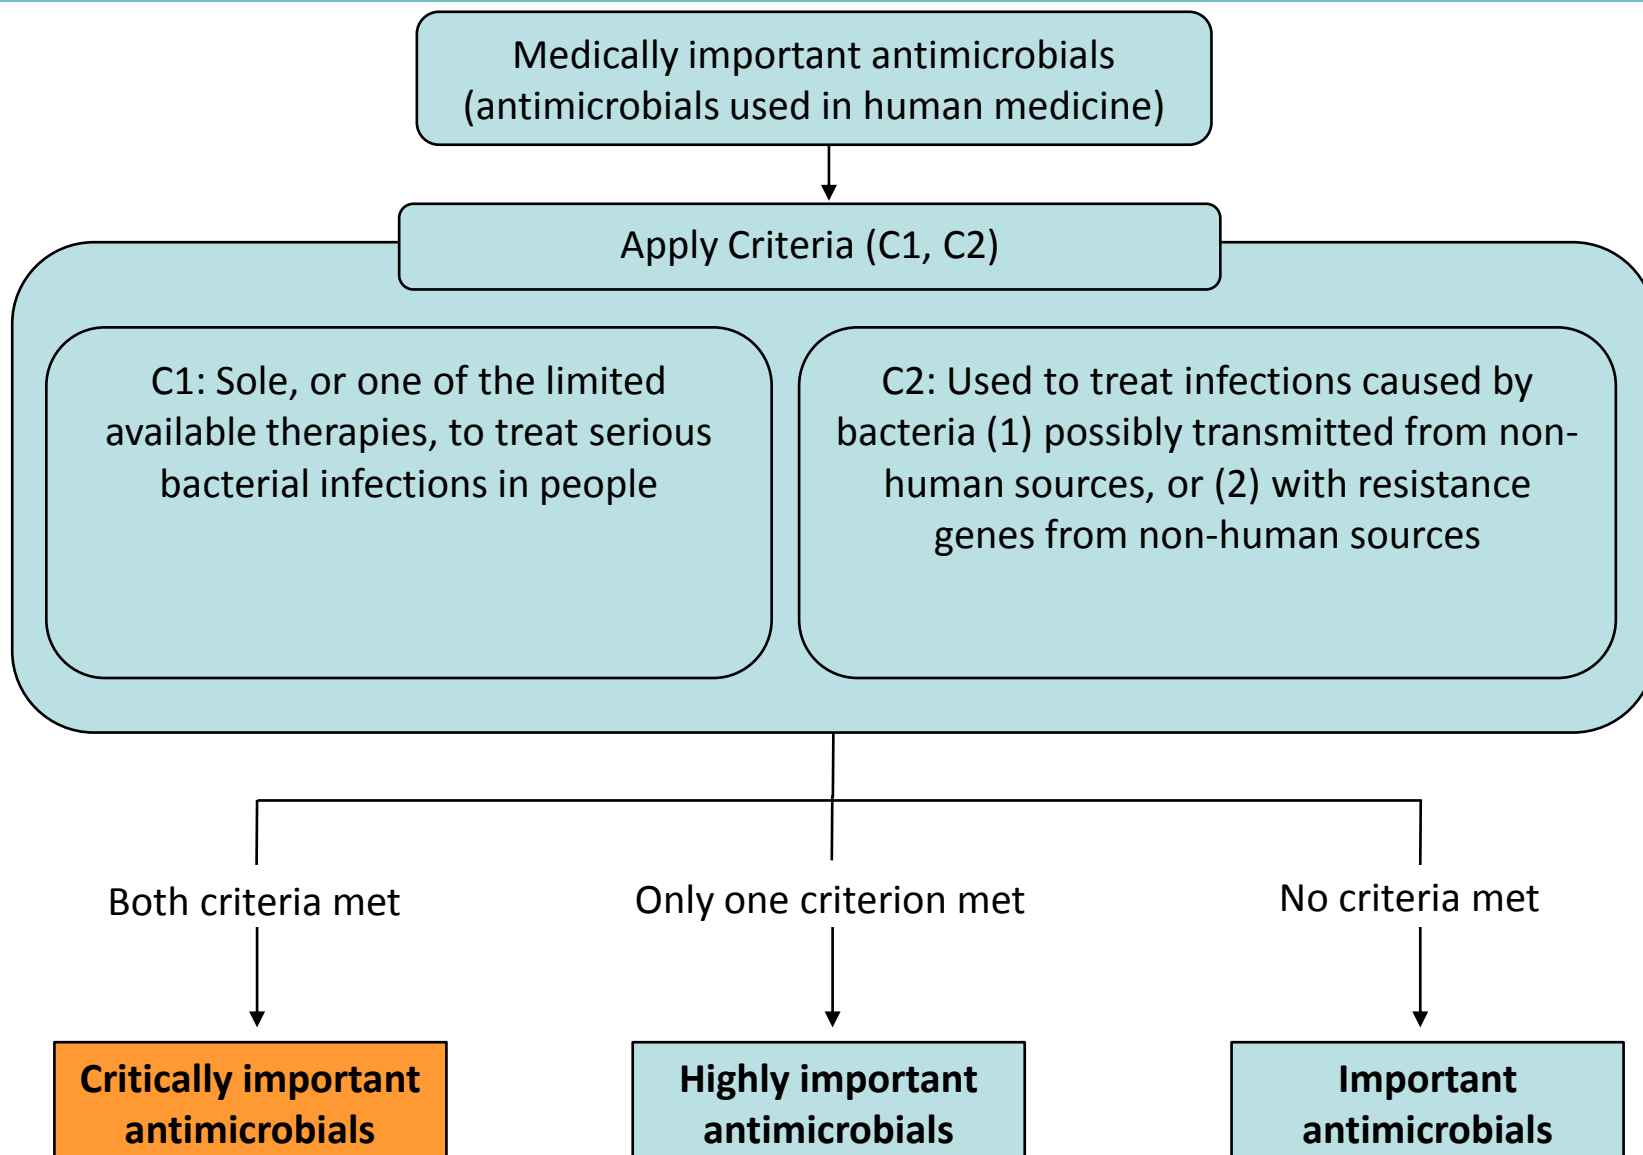 Medically important antimicrobials
(antimicrobials used in human medicine)
Apply Criteria (C1, C2)
C1: Sole, or one of the limited
available therapies, to treat serious
bacterial infections in people
C2: Used to treat infections caused by
bacteria (1) possibly transmitted from non-
human sources, or (2) with resistance
genes from non-human sources
Both criteria met
Only one criterion met
No criteria met
Critically important
antimicrobials
Highly important
antimicrobials
Important
antimicrobials